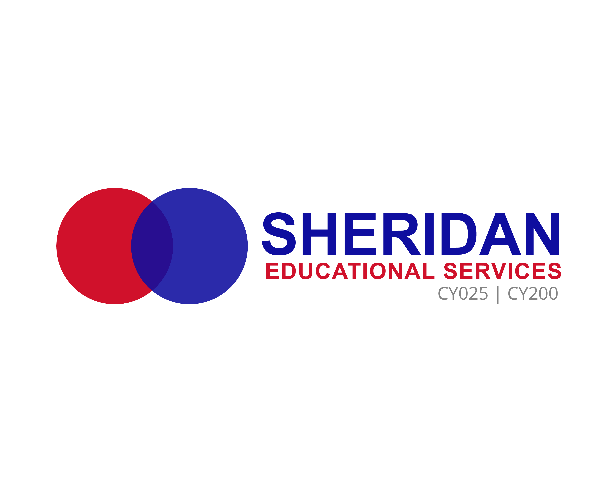 SHERIDAN
EDUCATIONAL SERVICES
CY025 | CY200